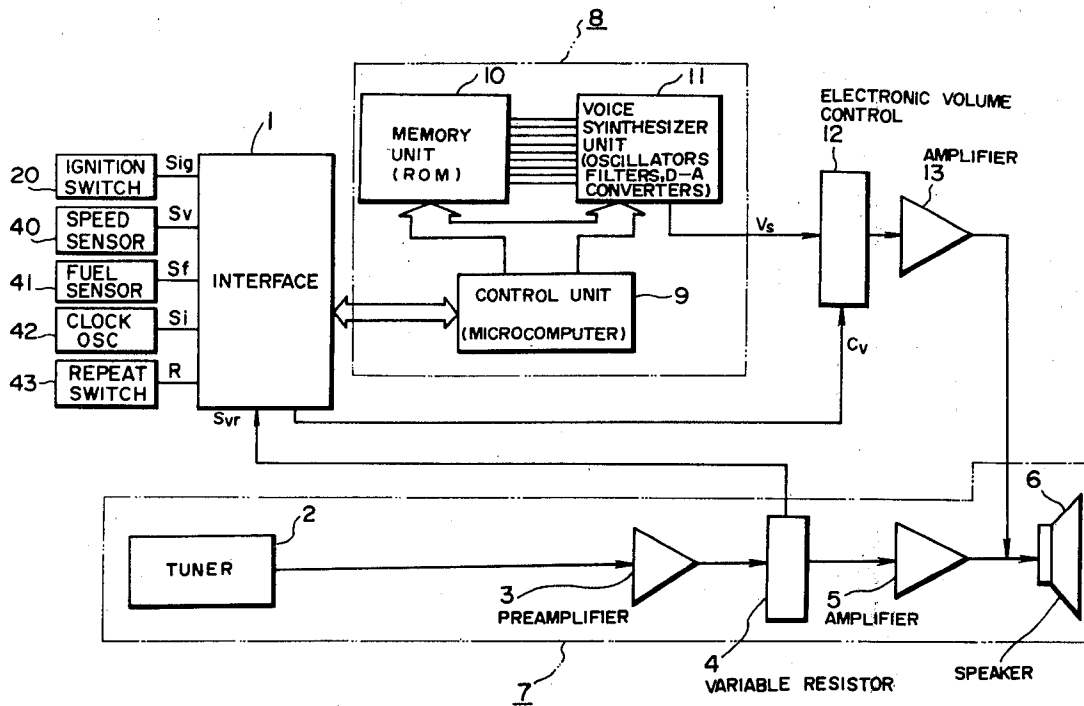 8
10
11
1
MEMORY
UNIT
(ROM)
VOICE
SYINTHESIZER
UNIT
(OSCILLATORS
FILTERS, D-A
CONVERTERS)
ELECTRONIC VOLUME
CONTROL
12
AMPLIFIER
13
20
IGNITION
SWITCH
Sig
40
SPEED
SENSOR
Sv
41
FUEL
SENSOR
Sf
42
CLOCK
OSC
Si
43
REPEAT
SWITCH
R
INTERFACE
CONTROL UNIT
(MICROCOMPUTER)
9
Vs
Cv
Svr
2
TUNER
3
PREAMPLIFIER
4
VARIABLE RESISTOR
5
AMPLIFIER
6
SPEAKER
7